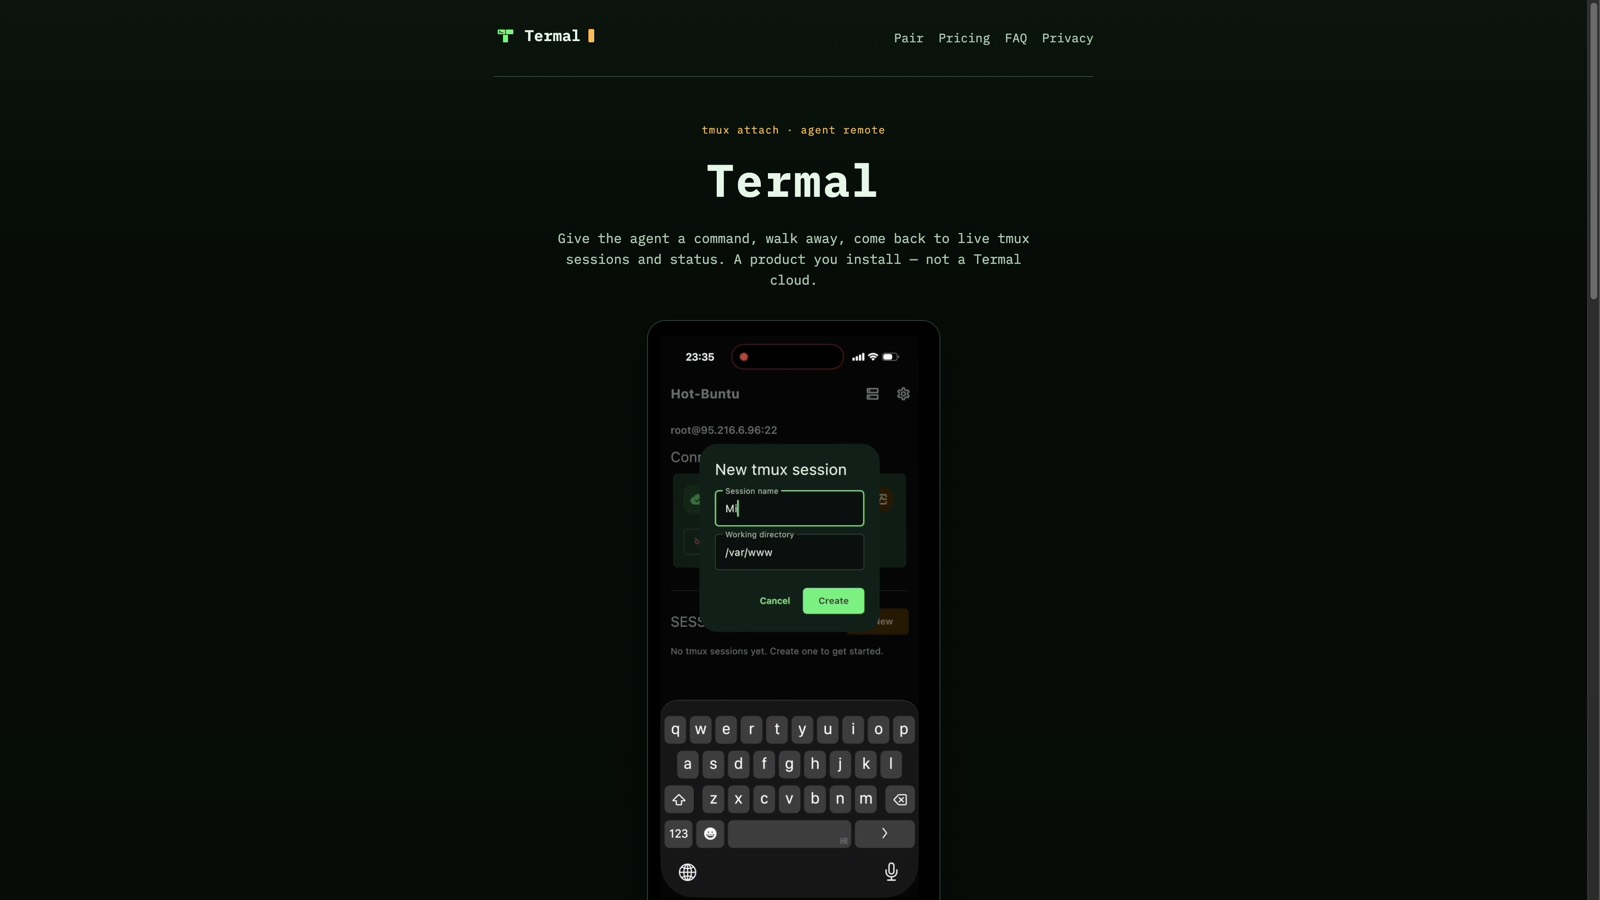 Termal
Pair Pricing FAQ Privacy
tmux attach · agent remote
Termal
Give the agent a command, walk away, come back to live tmux
sessions and status. A product you install — not a Termal
cloud.
23:35
Hot-Buntu
root@95.216.6.96:22
Conn
New tmux session
Session name
Mi
Working directory
/var/www
Cancel Create
SESS ew
No tmux sessions yet. Create one to get started.
q w e r t y u i o p
a s d f g h j k l
z x c v b n m
123